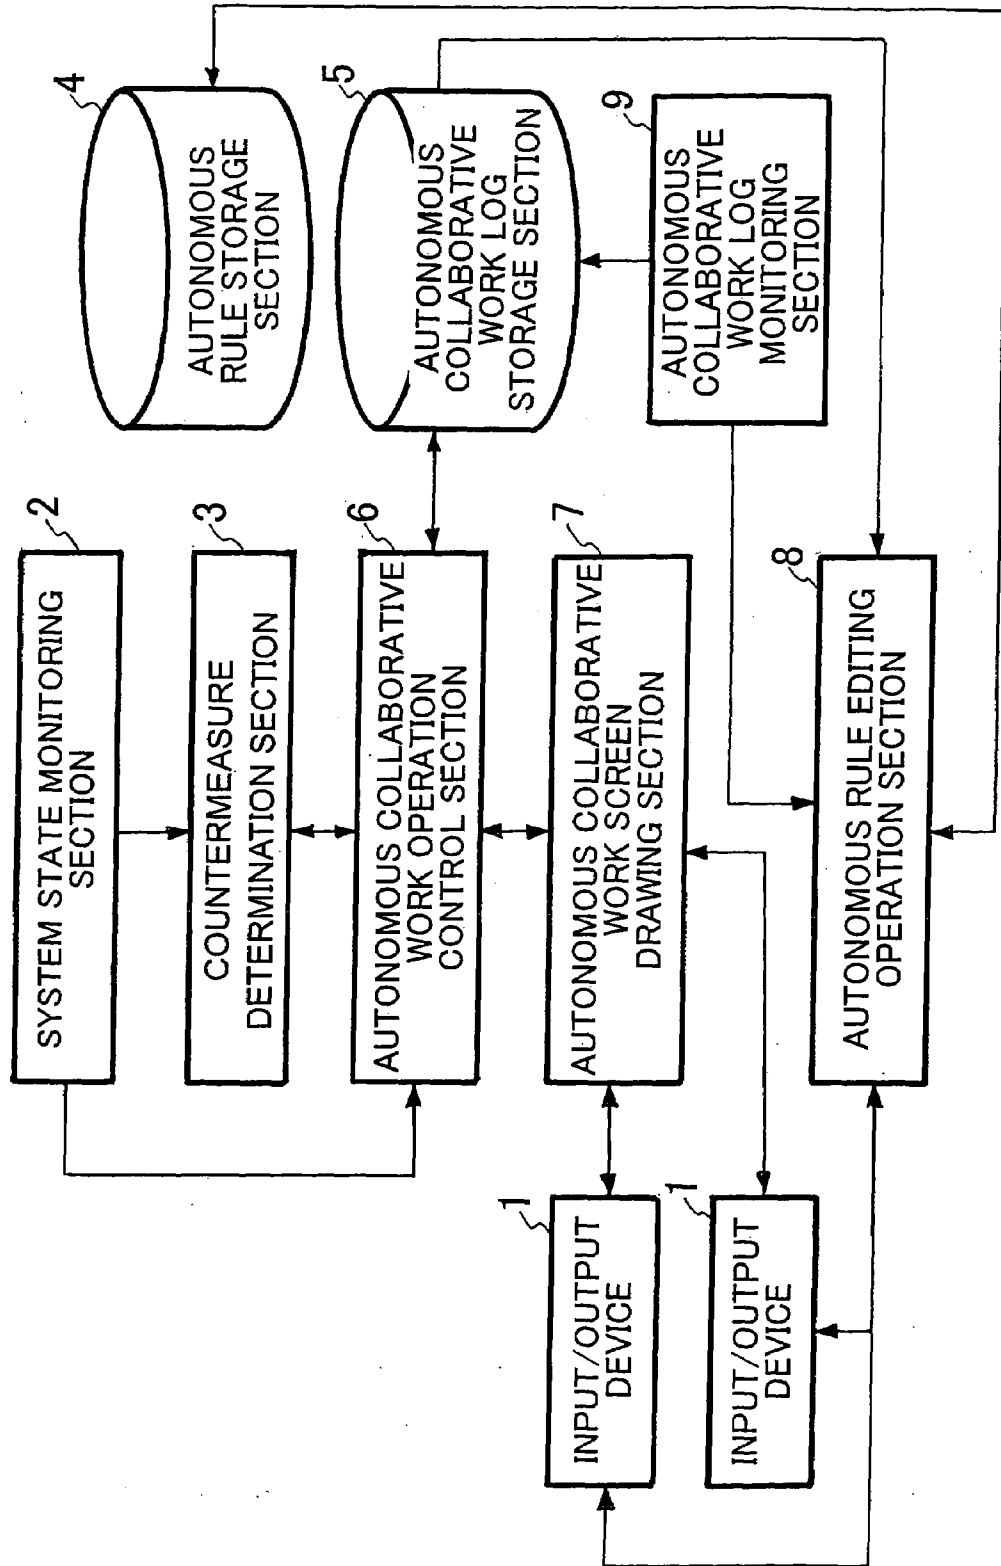 2
SYSTEM STATE MONITORING
SECTION
3
COUNTERMEASURE
DETERMINATION SECTION
6
AUTONOMOUS COLLABORATIVE
WORK OPERATION
CONTROL SECTION
7
AUTONOMOUS COLLABORATIVE
WORK SCREEN
DRAWING SECTION
8
AUTONOMOUS RULE EDITING
OPERATION SECTION
4
AUTONOMOUS
RULE STORAGE
SECTION
5
AUTONOMOUS
COLLABORATIVE
WORK LOG
STORAGE SECTION
9
AUTONOMOUS
COLLABORATIVE
WORK LOG
MONITORING
SECTION
1
INPUT/OUTPUT
DEVICE
1
INPUT/OUTPUT
DEVICE